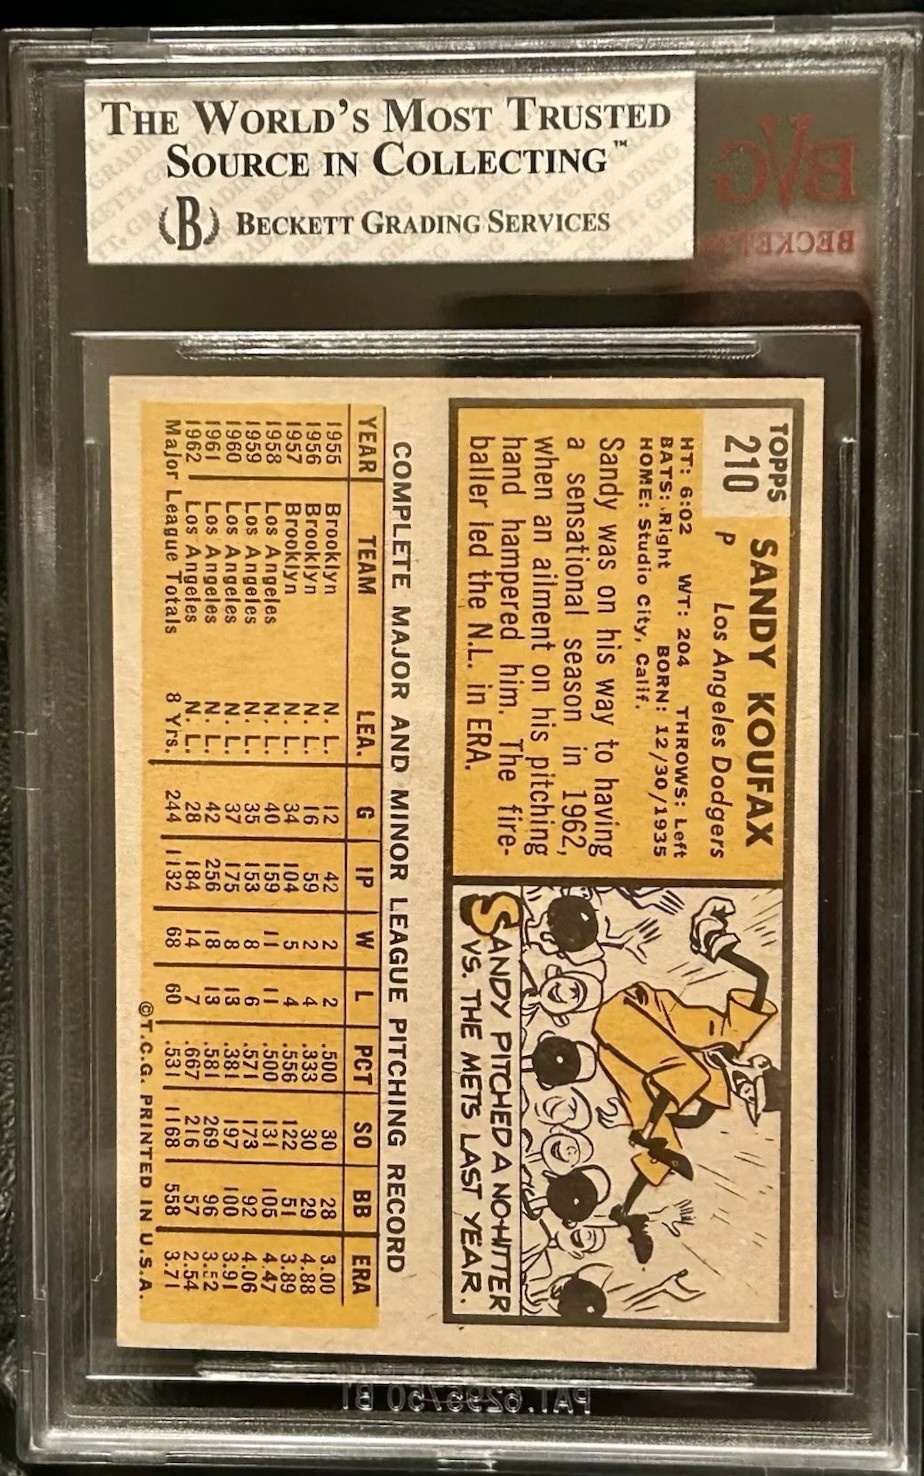 THE WORLD'S MOST TRUSTED
SOURCE IN COLLECTING™
(B) BECKETT GRADING SERVICES
BVG
BECKETT
TOPPS
210
SANDY KOUFAX
P Los Angeles Dodgers
HT: 6:02 WT: 204 THROWS: Left
BATS: Right BORN: 12/30/1935
HOME: Studio City, Calif.
Sandy was on his way to having
a sensational season in 1962,
when an ailment on his pitching
hand hampered him. The fire-
baller led the N.L. in ERA.
SANDY PITCHED A NO-HITTER
VS. THE METS LAST YEAR.
COMPLETE MAJOR AND MINOR LEAGUE PITCHING RECORD
YEAR TEAM LEA. G IP W L PCT SO BB ERA
1955 Brooklyn N. L. 12 42 2 2 .500 30 28 3.00
1956 Brooklyn N. L. 16 59 2 4 .333 30 29 4.88
1957 Brooklyn N. L. 34 104 5 4 .556 122 51 3.89
1958 Los Angeles N. L. 40 159 11 11 .500 131 105 4.47
1959 Los Angeles N. L. 35 153 8 6 .571 173 92 4.06
1960 Los Angeles N. L. 37 175 8 13 .381 197 100 3.91
1961 Los Angeles N. L. 42 256 18 13 .581 269 96 3.52
1962 Los Angeles N. L. 28 184 14 7 .667 216 57 2.54
Major League Totals 8 Yrs. 244 1132 68 60 .531 1168 558 3.71
©T.C.G. PRINTED IN U.S.A.
PAT. 6295750 B1